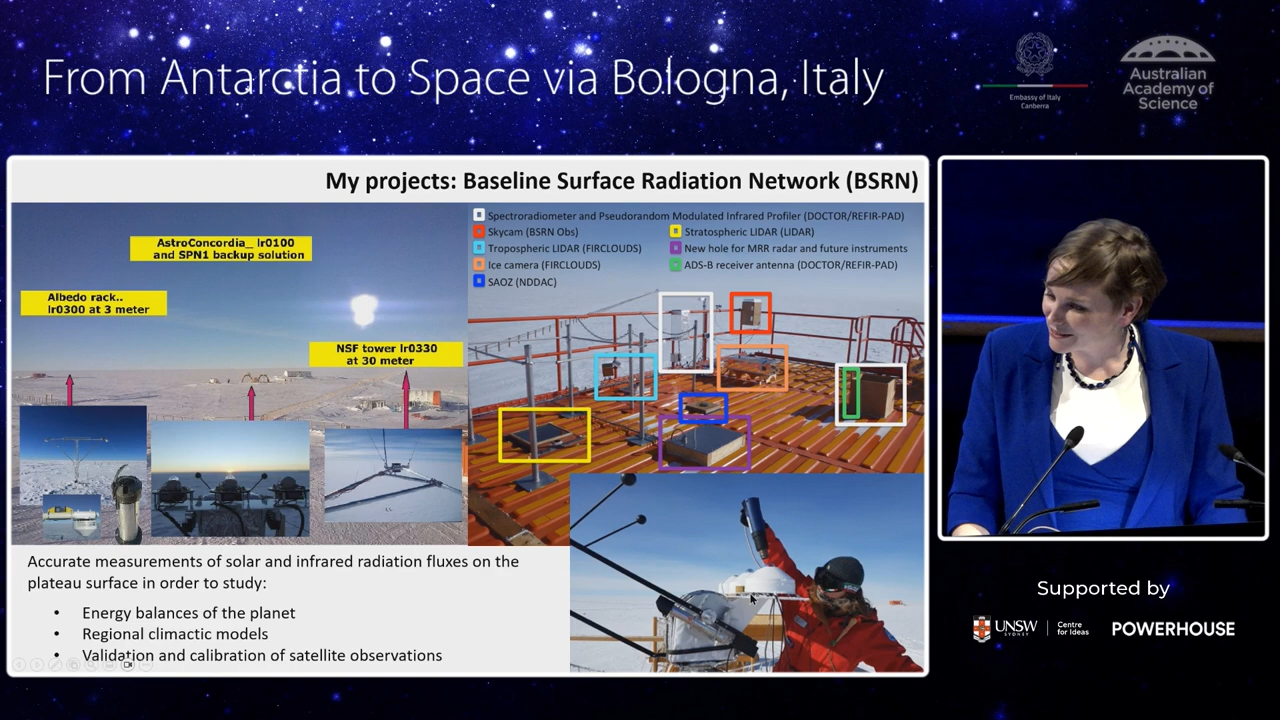 From Antarctia to Space via Bologna, Italy
Embassy of Italy
Canberra
Australian
Academy of
Science
My projects: Baseline Surface Radiation Network (BSRN)
AstroConcordia_ lr0100
and SPN1 backup solution
Albedo rack..
lr0300 at 3 meter
NSF tower lr0330
at 30 meter
Spectroradiometer and Pseudorandom Modulated Infrared Profiler (DOCTOR/REFIR-PAD)
Skycam (BSRN Obs)
Stratospheric LIDAR (LIDAR)
Tropospheric LIDAR (FIRCLOUDS)
New hole for MRR radar and future instruments
Ice camera (FIRCLOUDS)
ADS-B receiver antenna (DOCTOR/REFIR-PAD)
SAOZ (NDDAC)
Accurate measurements of solar and infrared radiation fluxes on the
plateau surface in order to study:
• Energy balances of the planet
• Regional climactic models
• Validation and calibration of satellite observations
Supported by
UNSW
SYDNEY
Centre
for Ideas
POWERHOUSE